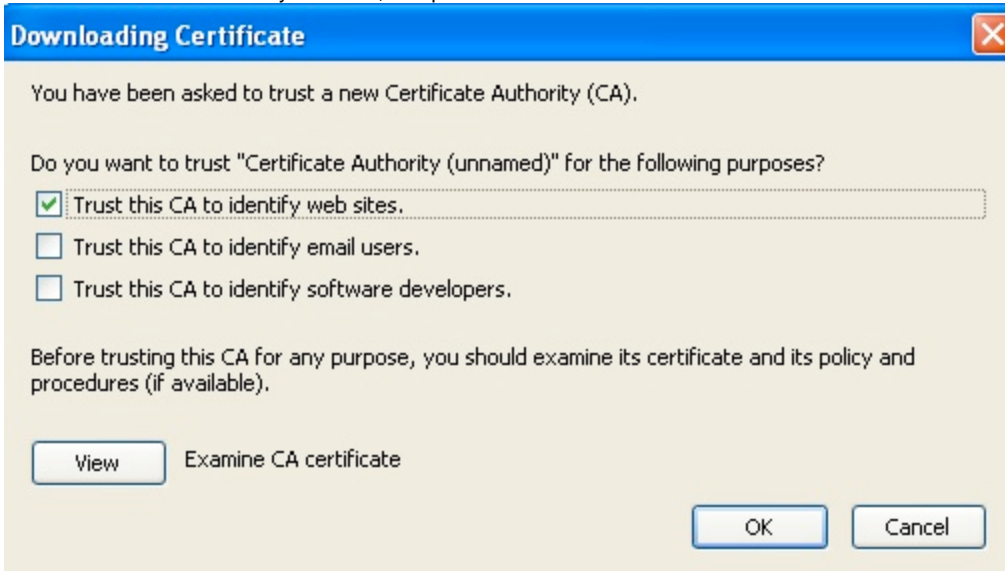 Downloading Certificate
You have been asked to trust a new Certificate Authority (CA).
Do you want to trust "Certificate Authority (unnamed)" for the following purposes?
Trust this CA to identify web sites.
Trust this CA to identify email users.
Trust this CA to identify software developers.
Before trusting this CA for any purpose, you should examine its certificate and its policy and
procedures (if available).
View Examine CA certificate
OK Cancel